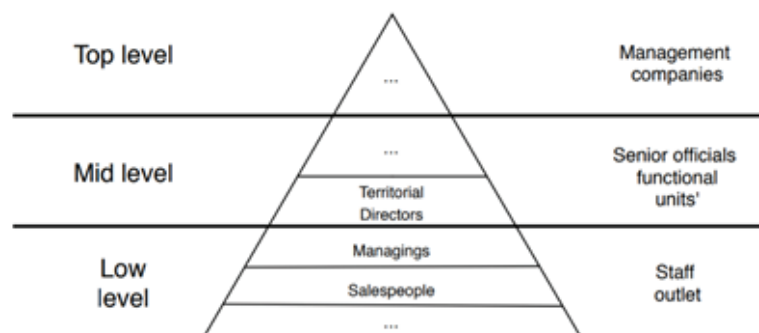 Top level
...
Management
companies
Mid level
...
Territorial
Directors
Senior officials
functional
units'
Low
level
Managings
Salespeople
...
Staff
outlet